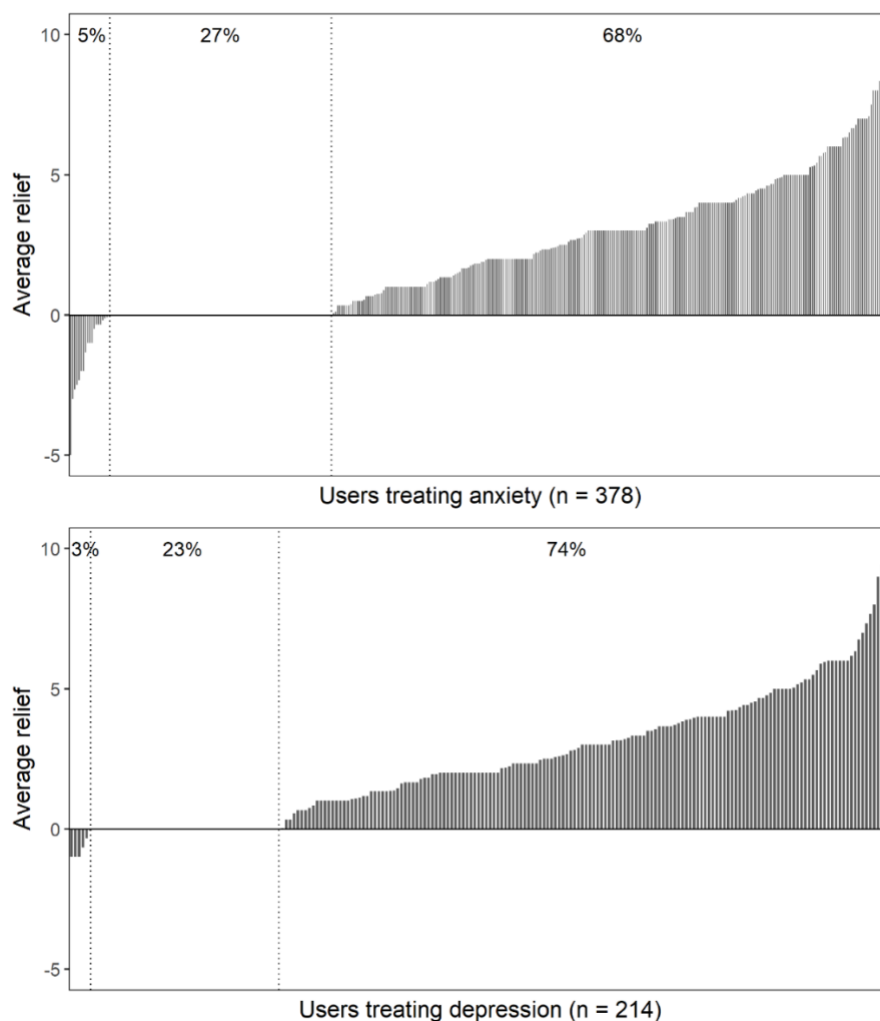 5% 27% 68%
10
5
0
-5
Average relief
Users treating anxiety (n = 378)
3% 23% 74%
10
5
0
-5
Average relief
Users treating depression (n = 214)